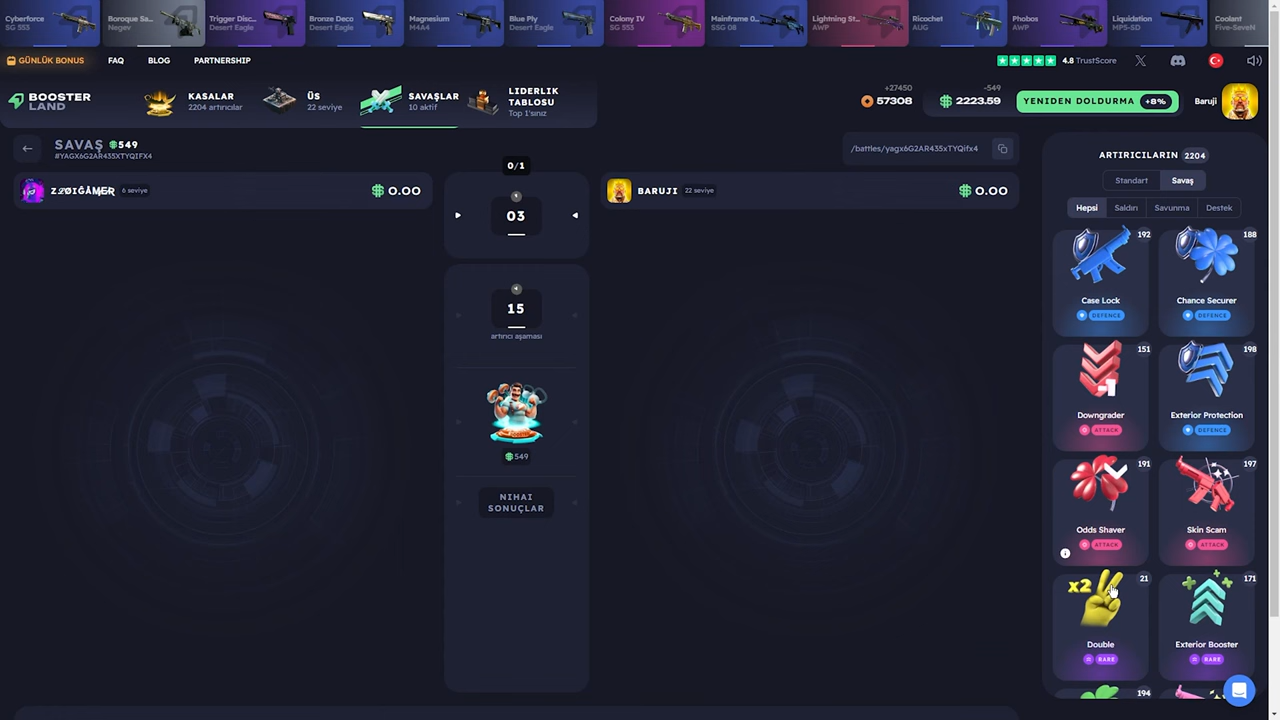 Cyberforce
SG 553
Baroque Sa...
Negev
Trigger Disc...
Desert Eagle
Bronze Deco
Desert Eagle
Magnesium
M4A4
Blue Ply
Desert Eagle
Colony IV
SG 553
Mainframe 0...
SSG 08
Lightning St...
AWP
Ricochet
AUG
Phobos
AWP
Liquidation
MP5-SD
Coolant
Five-SeveN
GÜNLÜK BONUS
FAQ
BLOG
PARTNERSHIP
4.8 TrustScore
BOOSTER
LAND
KASALAR
2204 artırıcılar
ÜS
22 seviye
SAVAŞLAR
10 aktif
LIDERLIK
TABLOSU
Top 1'sınız
+27450
57308
-549
2223.59
YENIDEN DOLDURMA +8%
Baruji
SAVAŞ 549
#YAGX6G2AR435XTYQIFX4
/battles/yagx6G2AR435xTYQifx4
0/1
6 seviye
0.00
03
BARUJI 22 seviye
0.00
15
artırıcı aşaması
549
NIHAI
SONUÇLAR
ARTIRICILARIN 2204
Standart
Savaş
Hepsi
Saldırı
Savunma
Destek
192
Case Lock
DEFENCE
188
Chance Securer
DEFENCE
151
Downgrader
ATTACK
198
Exterior Protection
DEFENCE
191
Odds Shaver
ATTACK
197
Skin Scam
ATTACK
21
x2
Double
RARE
171
Exterior Booster
RARE
194